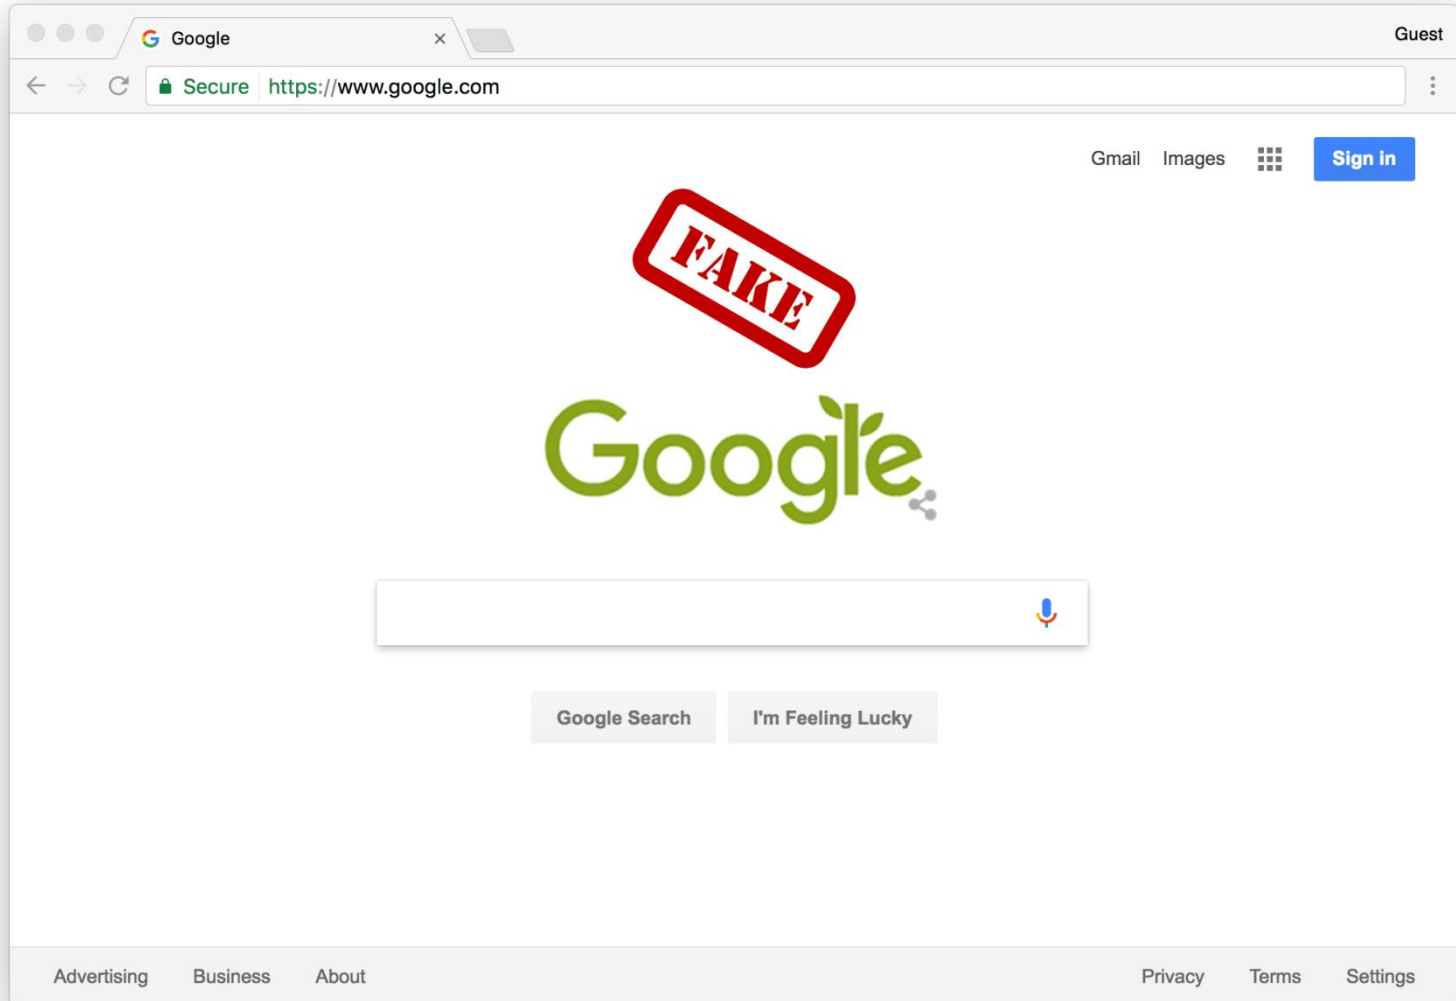 Google
Guest
Secure https://www.google.com
Gmail Images Sign in
FAKE
Google
Google Search I'm Feeling Lucky
Advertising Business About Privacy Terms Settings